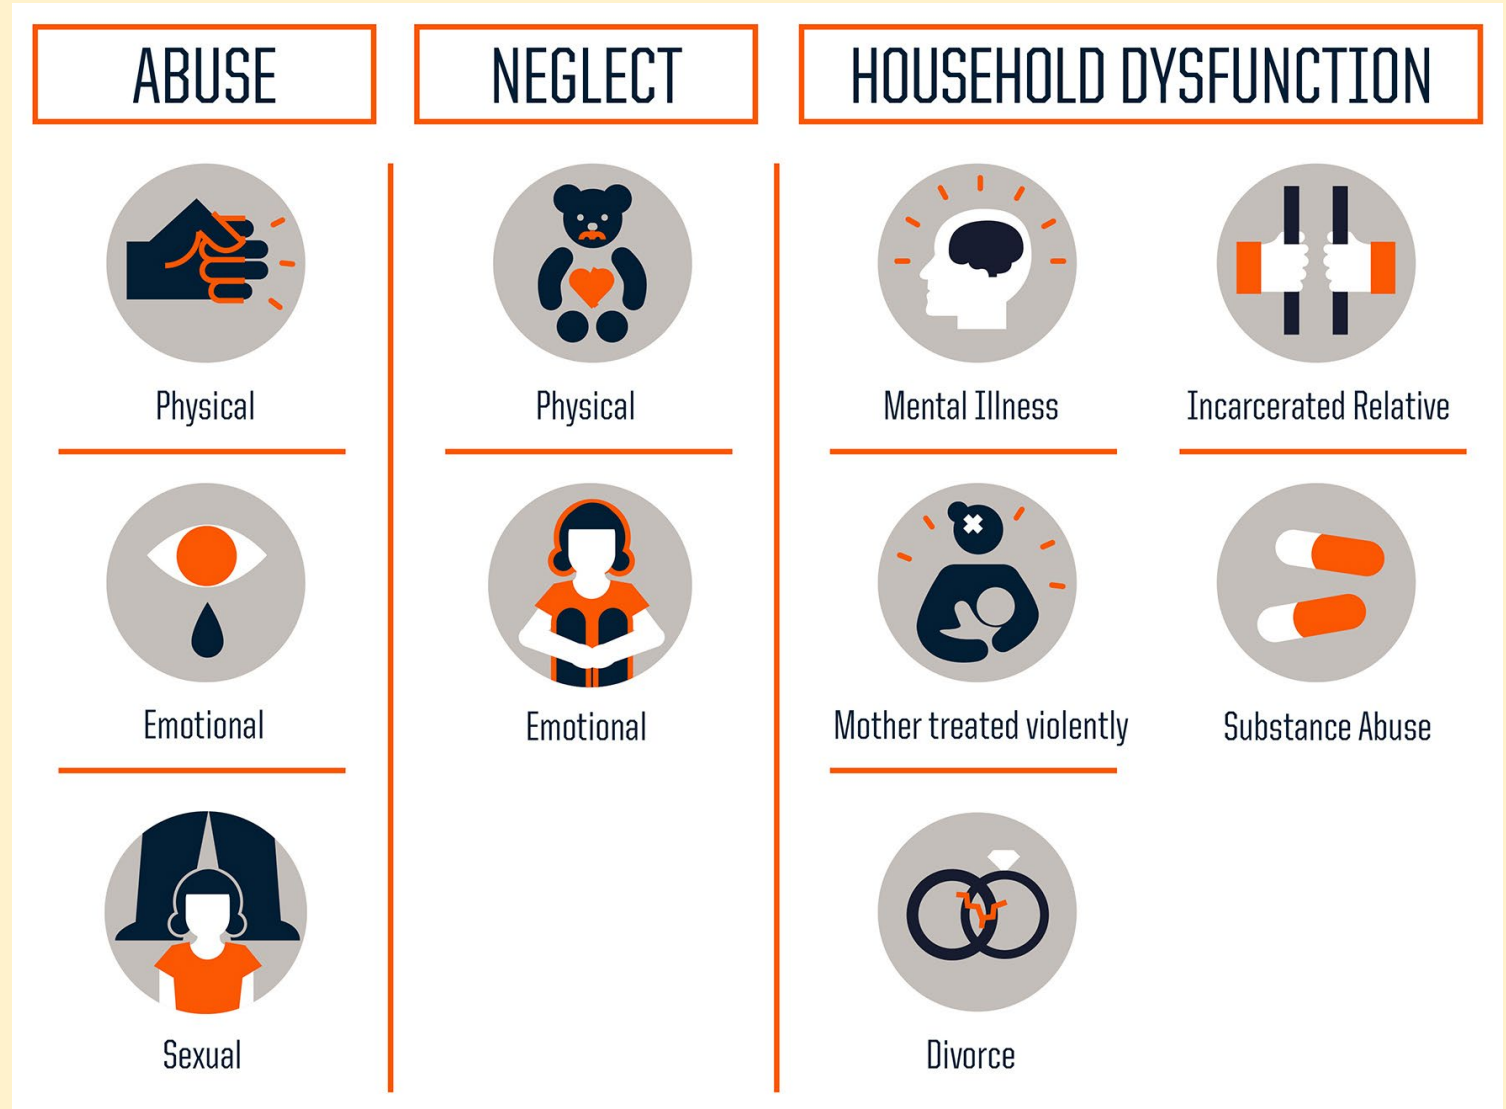 ABUSE
Physical
Emotional
Sexual
NEGLECT
Physical
Emotional
HOUSEHOLD DYSFUNCTION
Mental Illness
Incarcerated Relative
Mother treated violently
Substance Abuse
Divorce